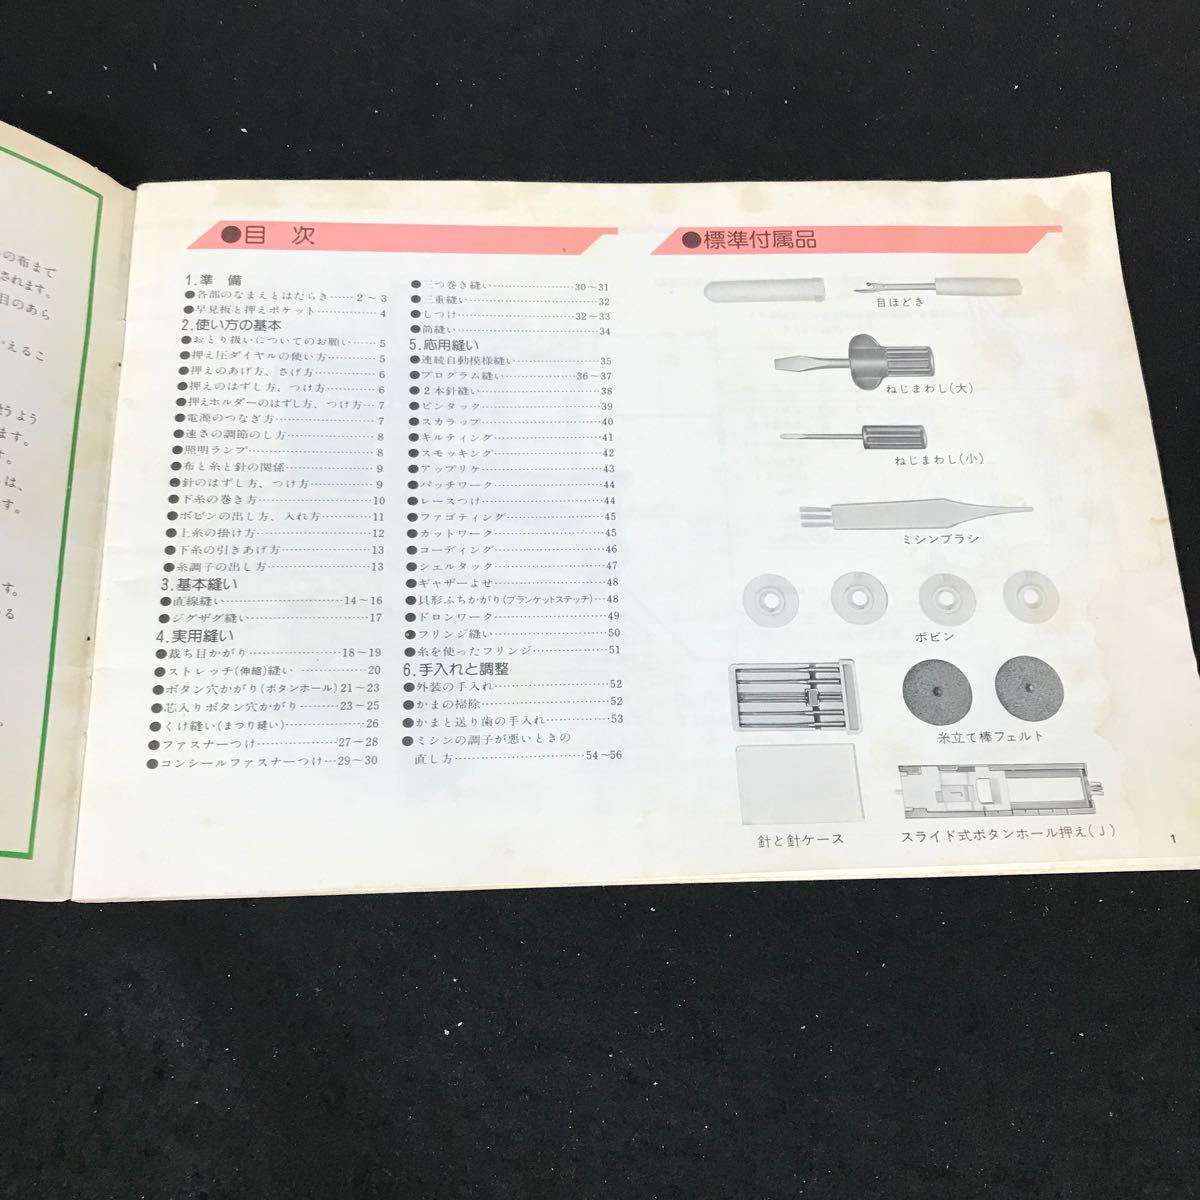 の布まで
されます。
目のあら
かえるこ
うよう
ます。
す。
は、
す。
す。
る
●目 次
1.準 備
●各部のなまえとはたらき……2～3
●早見板と押えポケット…………4
2.使い方の基本
●おとり扱いについてのお願い……5
●押え圧ダイヤルの使い方…………5
●押えのあげ方、さげ方……………6
●押えのはずし方、つけ方…………6
●押えホルダーのはずし方、つけ方…7
●電源のつなぎ方……………………7
●速さの調節のし方…………………8
●照明ランプ…………………………8
●布と糸と針の関係…………………9
●針のはずし方、つけ方……………9
●下糸の巻き方……………………10
●ボビンの出し方、入れ方………11
●上糸の掛け方……………………12
●下糸の引きあげ方………………13
●糸調子の出し方…………………13
3.基本縫い
●直線縫い……………………14～16
●ジグザグ縫い……………………17
4.実用縫い
●裁ち目かがり………………18～19
●ストレッチ(伸縮)縫い…………20
●ボタン穴かがり(ボタンホール)21～23
●芯入りボタン穴かがり……23～25
●くけ縫い(まつり縫い)…………26
●ファスナーつけ……………27～28
●コンシールファスナーつけ…29～30
●三つ巻き縫い………………30～31
●三重縫い…………………………32
●しつけ………………………32～33
●筒縫い……………………………34
5.応用縫い
●連続自動模様縫い………………35
●プログラム縫い……………36～37
●2本針縫い………………………38
●ピンタック………………………39
●スカラップ………………………40
●キルティング……………………41
●スモッキング……………………42
●アップリケ………………………43
●パッチワーク……………………44
●レースつけ………………………44
●ファゴティング…………………45
●カットワーク……………………45
●コーディング……………………46
●シェルタック……………………47
●ギャザーよせ……………………48
●貝形ふちかがり(ブランケットステッチ)…48
●ドロンワーク……………………49
●フリンジ縫い……………………50
●糸を使ったフリンジ……………51
6.手入れと調整
●外装の手入れ……………………52
●かまの掃除………………………52
●かまと送り歯の手入れ…………53
●ミシンの調子が悪いときの
直し方…………………………54～56
●標準付属品
目ほどき
ねじまわし(大)
ねじまわし(小)
ミシンブラシ
ボビン
糸立て棒フェルト
針と針ケース
スライド式ボタンホール押え(J)
1